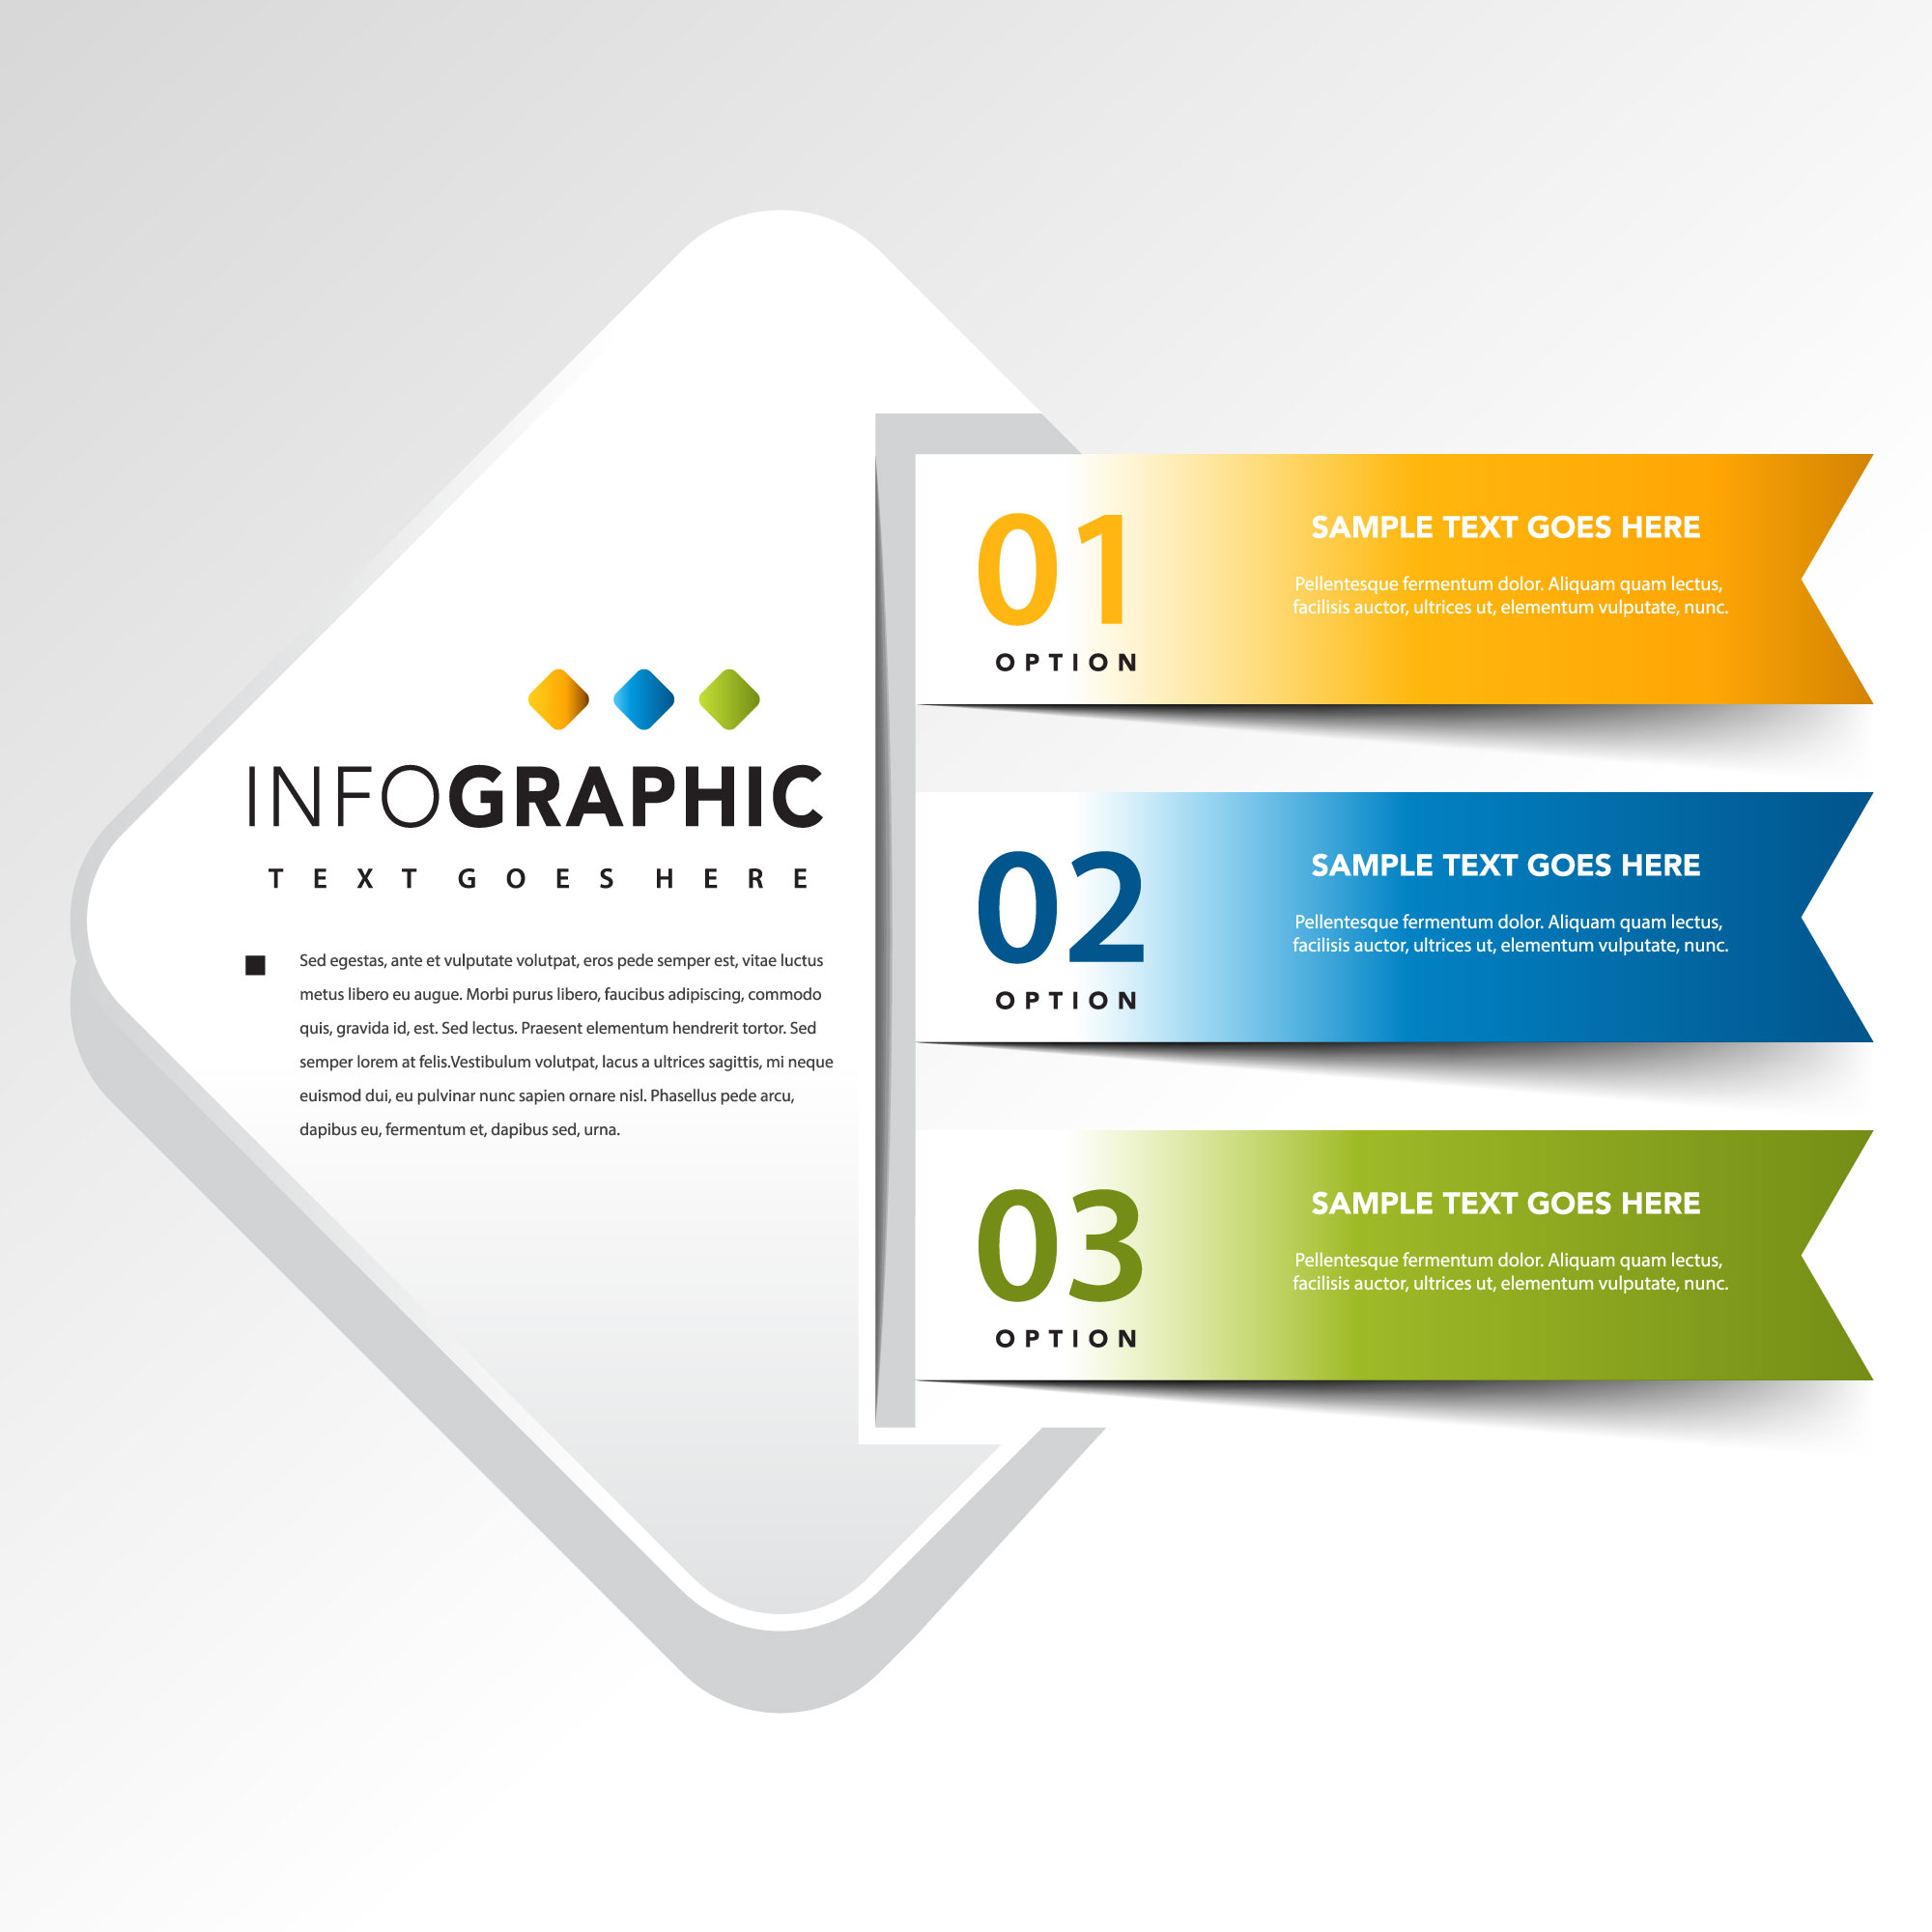 INFOGRAPHIC
TEXT GOES HERE
Sed egestas, ante et vulputate volutpat, eros pede semper est, vitae luctus
metus libero eu augue. Morbi purus libero, faucibus adipiscing, commodo
quis, gravida id, est. Sed lectus. Praesent elementum hendrerit tortor. Sed
semper lorem at felis.Vestibulum volutpat, lacus a ultrices sagittis, mi neque
euismod dui, eu pulvinar nunc sapien ornare nisl. Phasellus pede arcu,
dapibus eu, fermentum et, dapibus sed, urna.
01
OPTION
SAMPLE TEXT GOES HERE
Pellentesque fermentum dolor. Aliquam quam lectus,
facilisis auctor, ultrices ut, elementum vulputate, nunc.
02
OPTION
SAMPLE TEXT GOES HERE
Pellentesque fermentum dolor. Aliquam quam lectus,
facilisis auctor, ultrices ut, elementum vulputate, nunc.
03
OPTION
SAMPLE TEXT GOES HERE
Pellentesque fermentum dolor. Aliquam quam lectus,
facilisis auctor, ultrices ut, elementum vulputate, nunc.